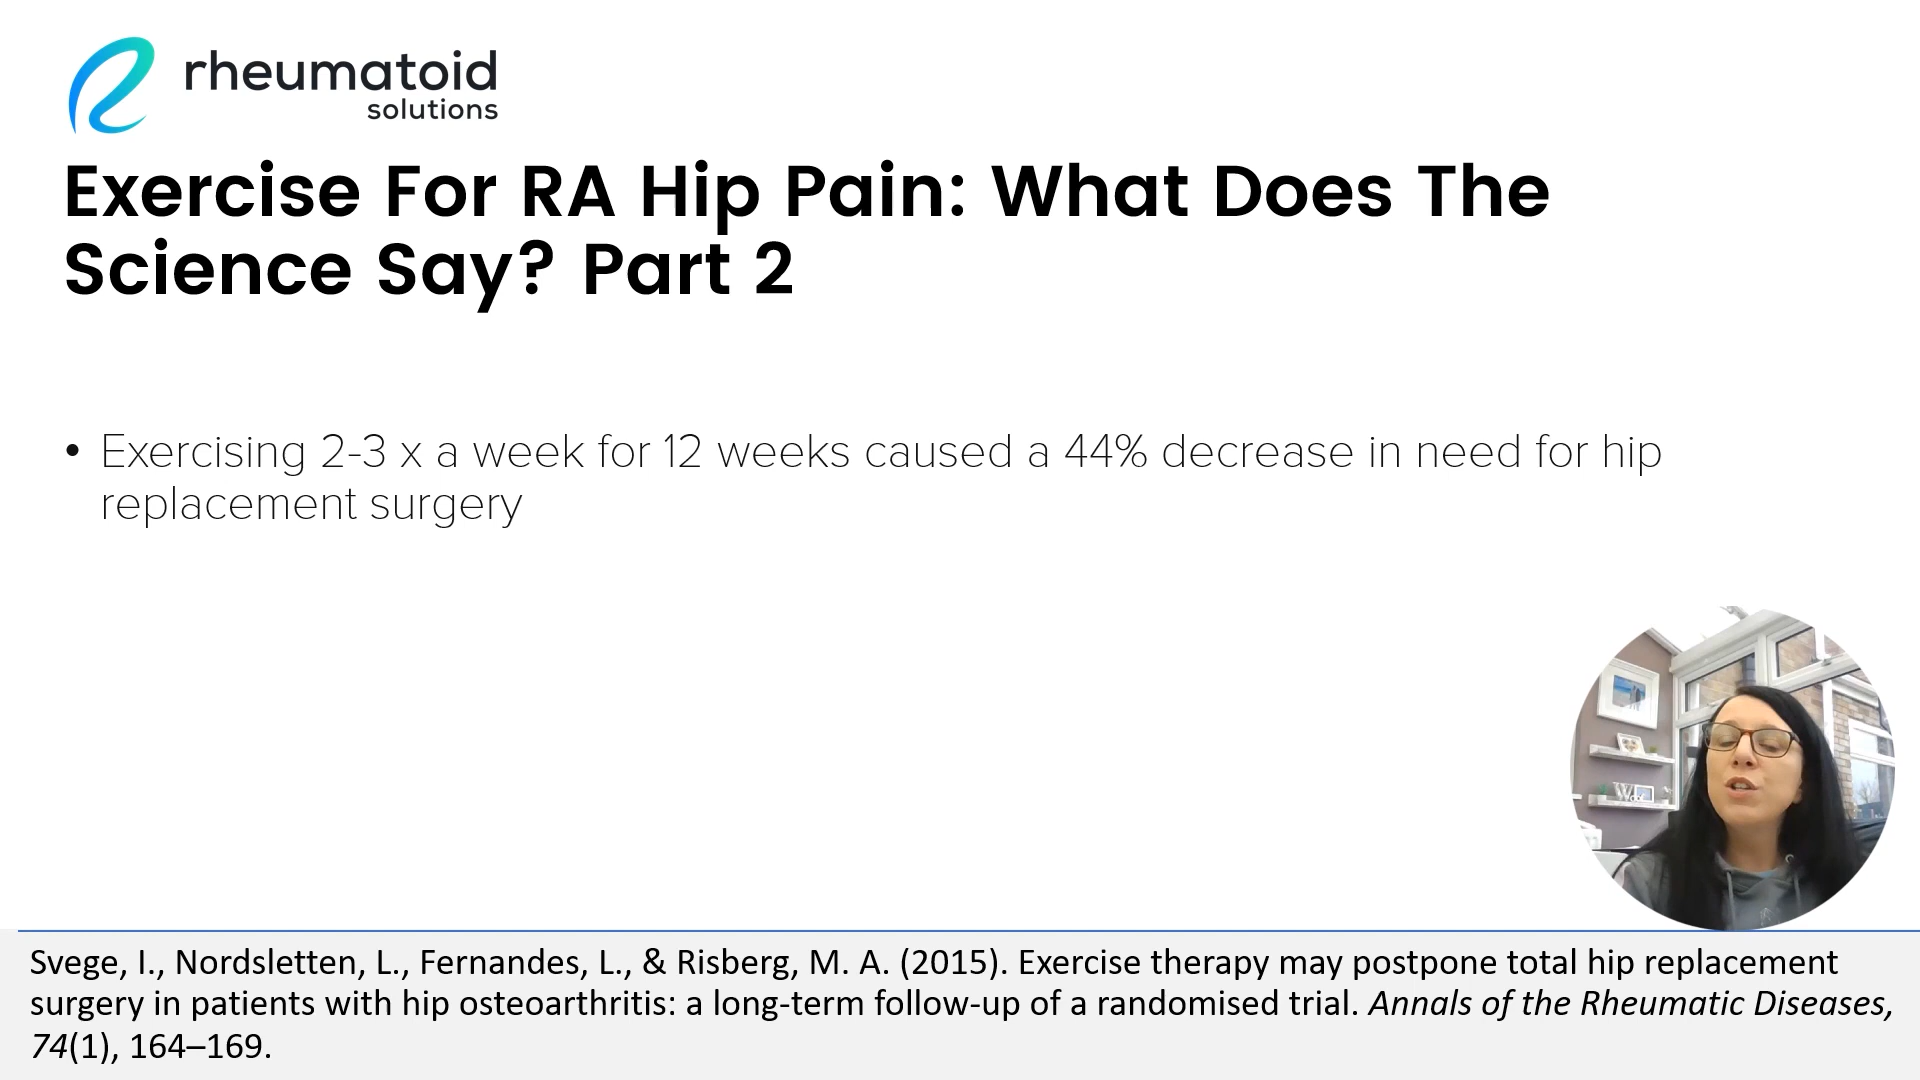 rheumatoid
solutions
Exercise For RA Hip Pain: What Does The
Science Say? Part 2
• Exercising 2-3 x a week for 12 weeks caused a 44% decrease in need for hip
replacement surgery
Woof
Svege, I., Nordsletten, L., Fernandes, L., & Risberg, M. A. (2015). Exercise therapy may postpone total hip replacement
surgery in patients with hip osteoarthritis: a long-term follow-up of a randomised trial. Annals of the Rheumatic Diseases,
74(1), 164–169.